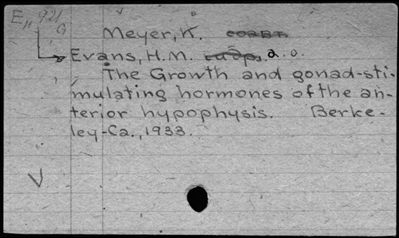 E,, 921
a
Meyer, K.
Evans, H.M. a. o.
The Growth and gonad-sti-
mulating hormones of the an-
terior hypophysis. Berke-
ley-Ca., 1933.
V